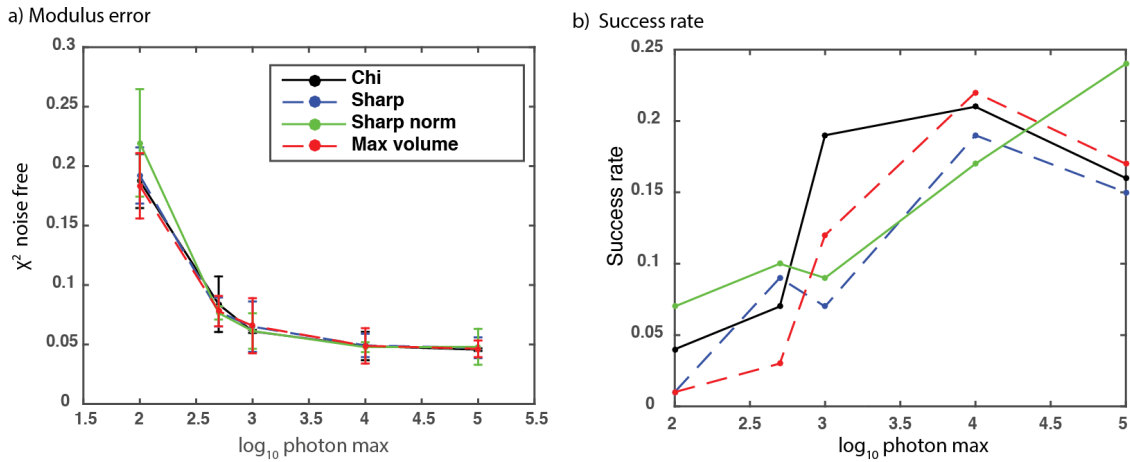 a) Modulus error
0.3
0.25
0.2
0.15
0.1
0.05
0
χ² noise free
Chi
Sharp
Sharp norm
Max volume
1.5 2 2.5 3 3.5 4 4.5 5 5.5
log₁₀ photon max
b) Success rate
0.25
0.2
0.15
0.1
0.05
0
Success rate
2 2.5 3 3.5 4 4.5 5
log₁₀ photon max